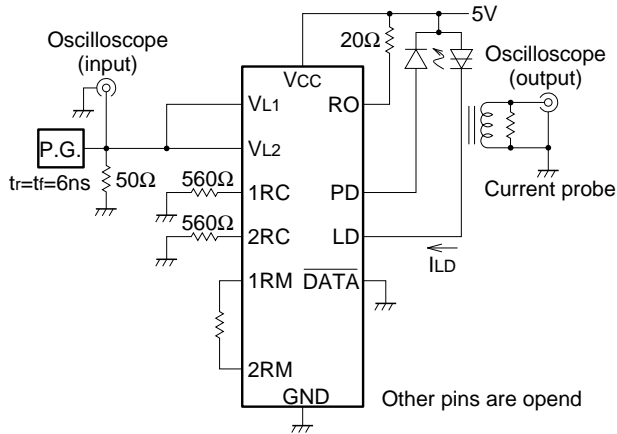 5V
Oscilloscope
(input)
20Ω
Oscilloscope
(output)
VCC
VL1
RO
P.G.
VL2
tr=tf=6ns
50Ω
560Ω
1RC
PD
Current probe
560Ω
2RC
LD
ILD
1RM
DATA
2RM
GND
Other pins are opend